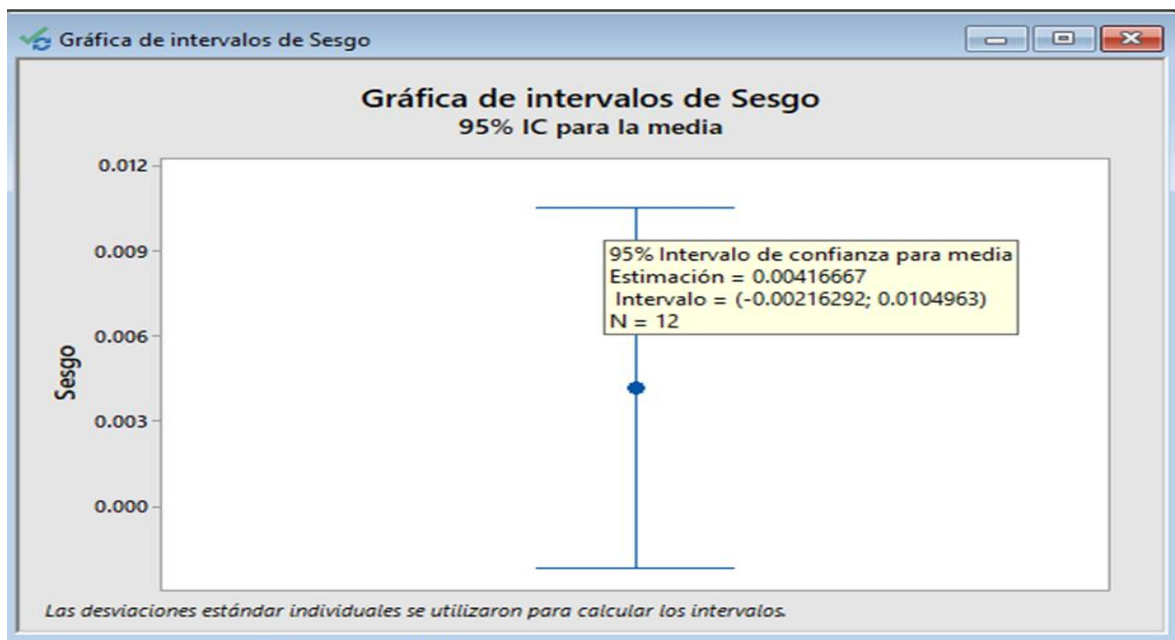 Gráfica de intervalos de Sesgo
Gráfica de intervalos de Sesgo
95% IC para la media
0.012
0.009
0.006
0.003
0.000
Sesgo
95% Intervalo de confianza para media
Estimación = 0.00416667
Intervalo = (-0.00216292; 0.0104963)
N = 12
Las desviaciones estándar individuales se utilizaron para calcular los intervalos.